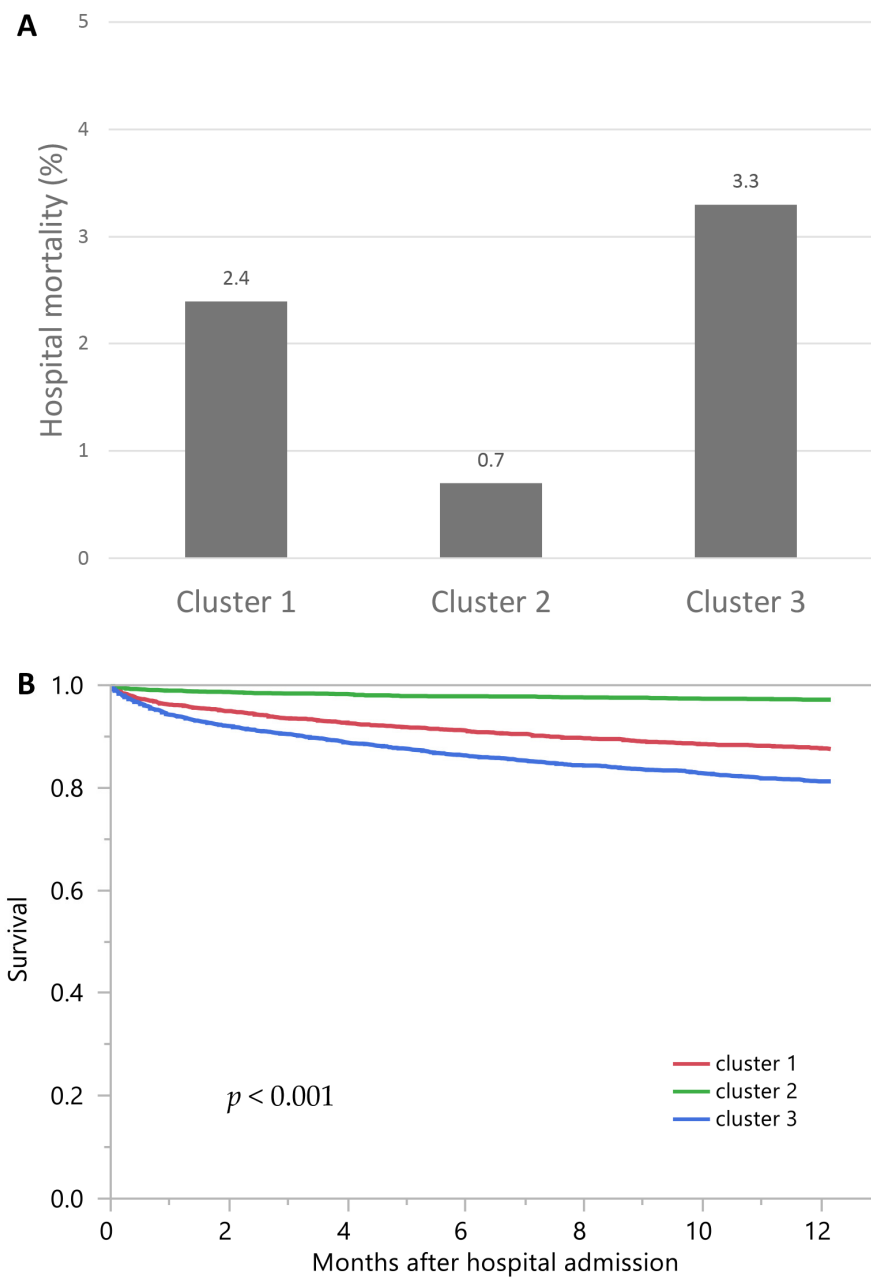 A
5
4
3
2
1
0
Hospital mortality (%)
2.4
0.7
3.3
Cluster 1
Cluster 2
Cluster 3
B
1.0
0.8
0.6
0.4
0.2
0.0
Survival
p < 0.001
cluster 1
cluster 2
cluster 3
0 2 4 6 8 10 12
Months after hospital admission